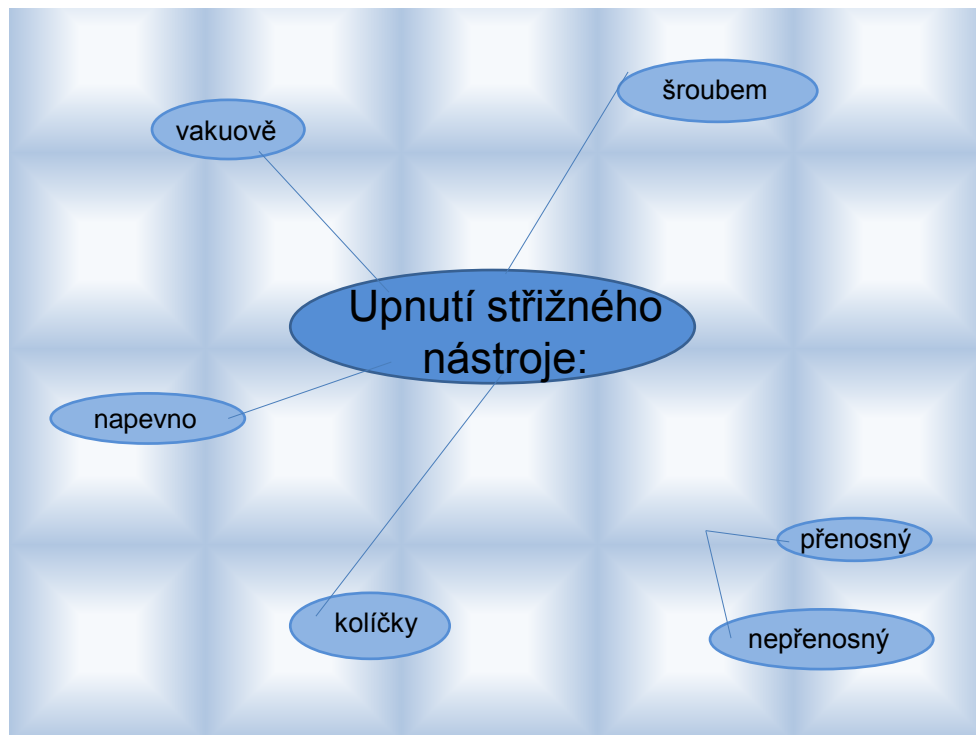 šroubem
vakuově
Upnutí střižného
nástroje:
napevno
přenosný
kolíčky
nepřenosný